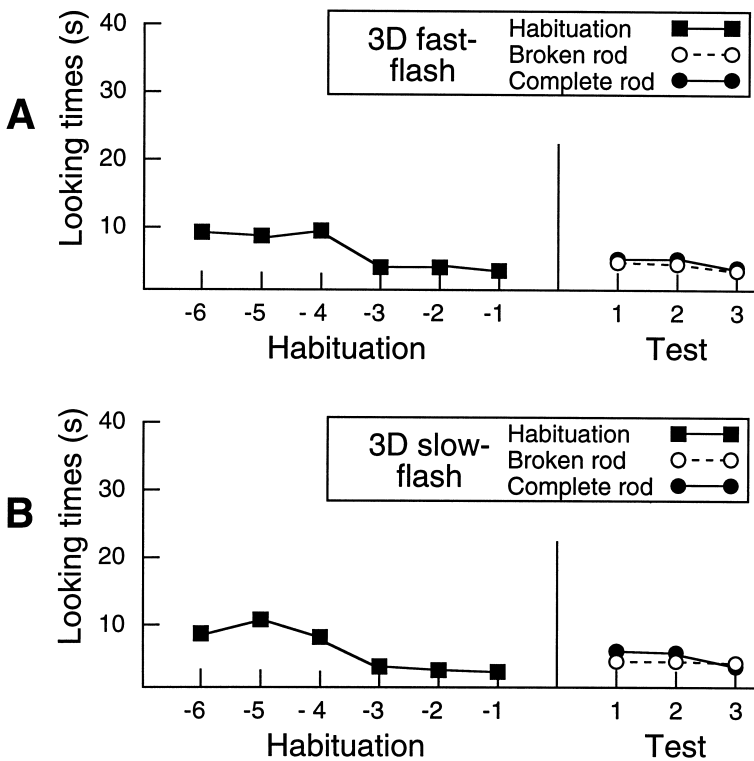 A
Looking times (s)
40
30
20
10
3D fast-
flash
Habituation
Broken rod
Complete rod
-6 -5 - 4 -3 -2 -1 1 2 3
Habituation Test
B
Looking times (s)
40
30
20
10
3D slow-
flash
Habituation
Broken rod
Complete rod
-6 -5 - 4 -3 -2 -1 1 2 3
Habituation Test